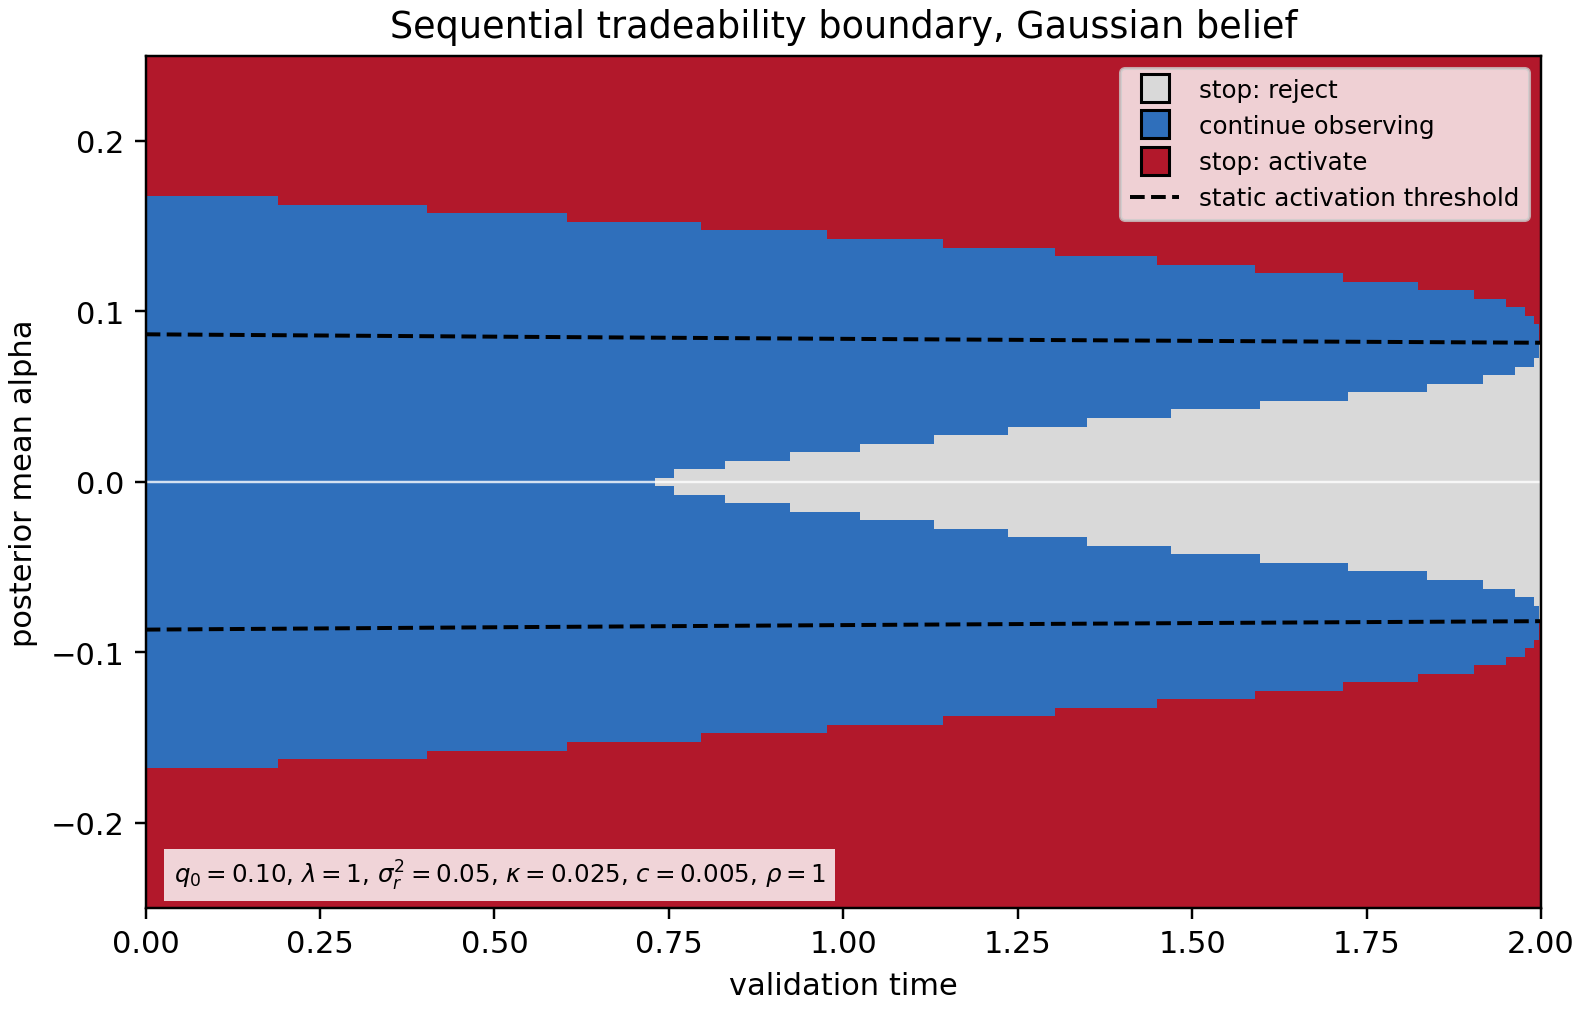 Sequential tradeability boundary, Gaussian belief
stop: reject
continue observing
stop: activate
static activation threshold
posterior mean alpha
0.2
0.1
0.0
−0.1
−0.2
q₀ = 0.10, λ = 1, σᵣ² = 0.05, κ = 0.025, c = 0.005, ρ = 1
0.00 0.25 0.50 0.75 1.00 1.25 1.50 1.75 2.00
validation time